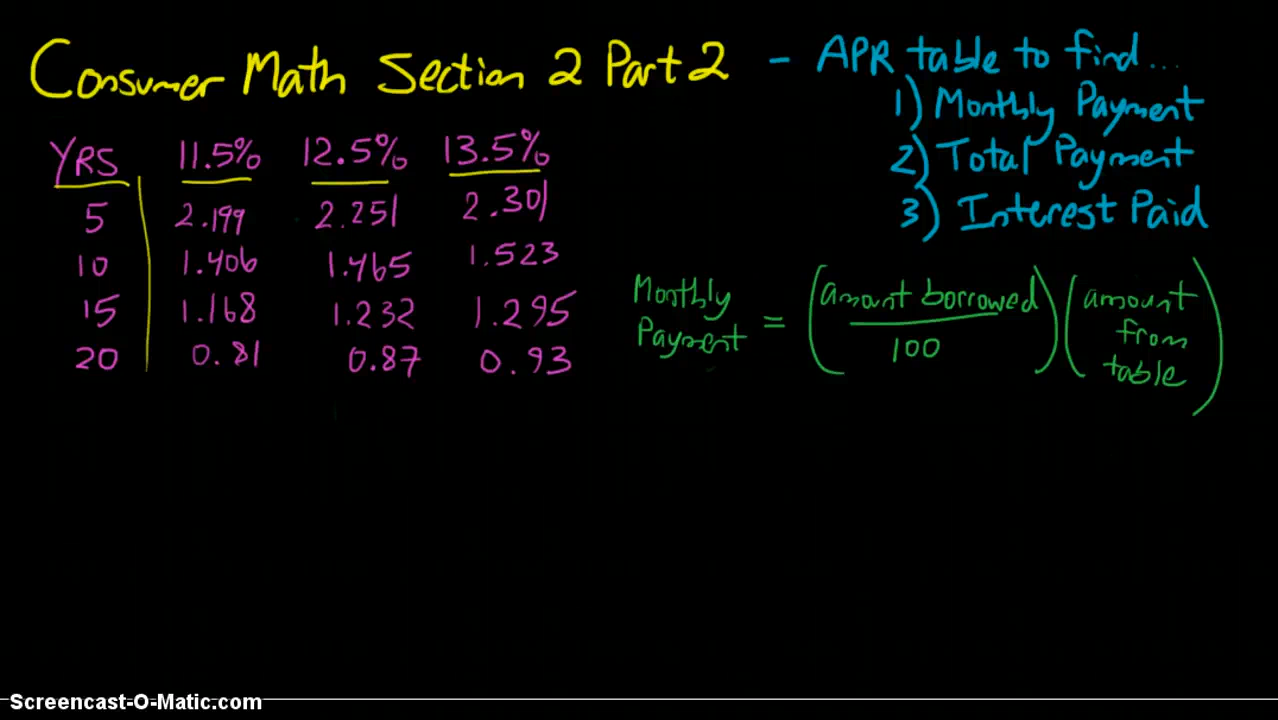 Consumer Math Section 2 Part 2
- APR table to find...
1) Monthly Payment
2) Total Payment
3) Interest Paid
YRS 11.5% 12.5% 13.5%
5 2.199 2.251 2.301
10 1.406 1.465 1.523
15 1.168 1.232 1.295
20 0.81 0.87 0.93
Monthly Payment = (amount borrowed / 100) (amount from table)
Screencast-O-Matic.com